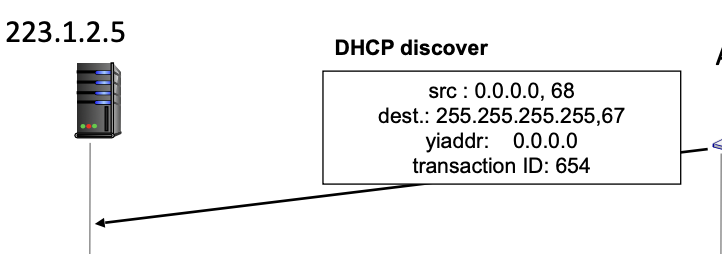 223.1.2.5
DHCP discover
src : 0.0.0.0, 68
dest.: 255.255.255.255,67
yiaddr: 0.0.0.0
transaction ID: 654